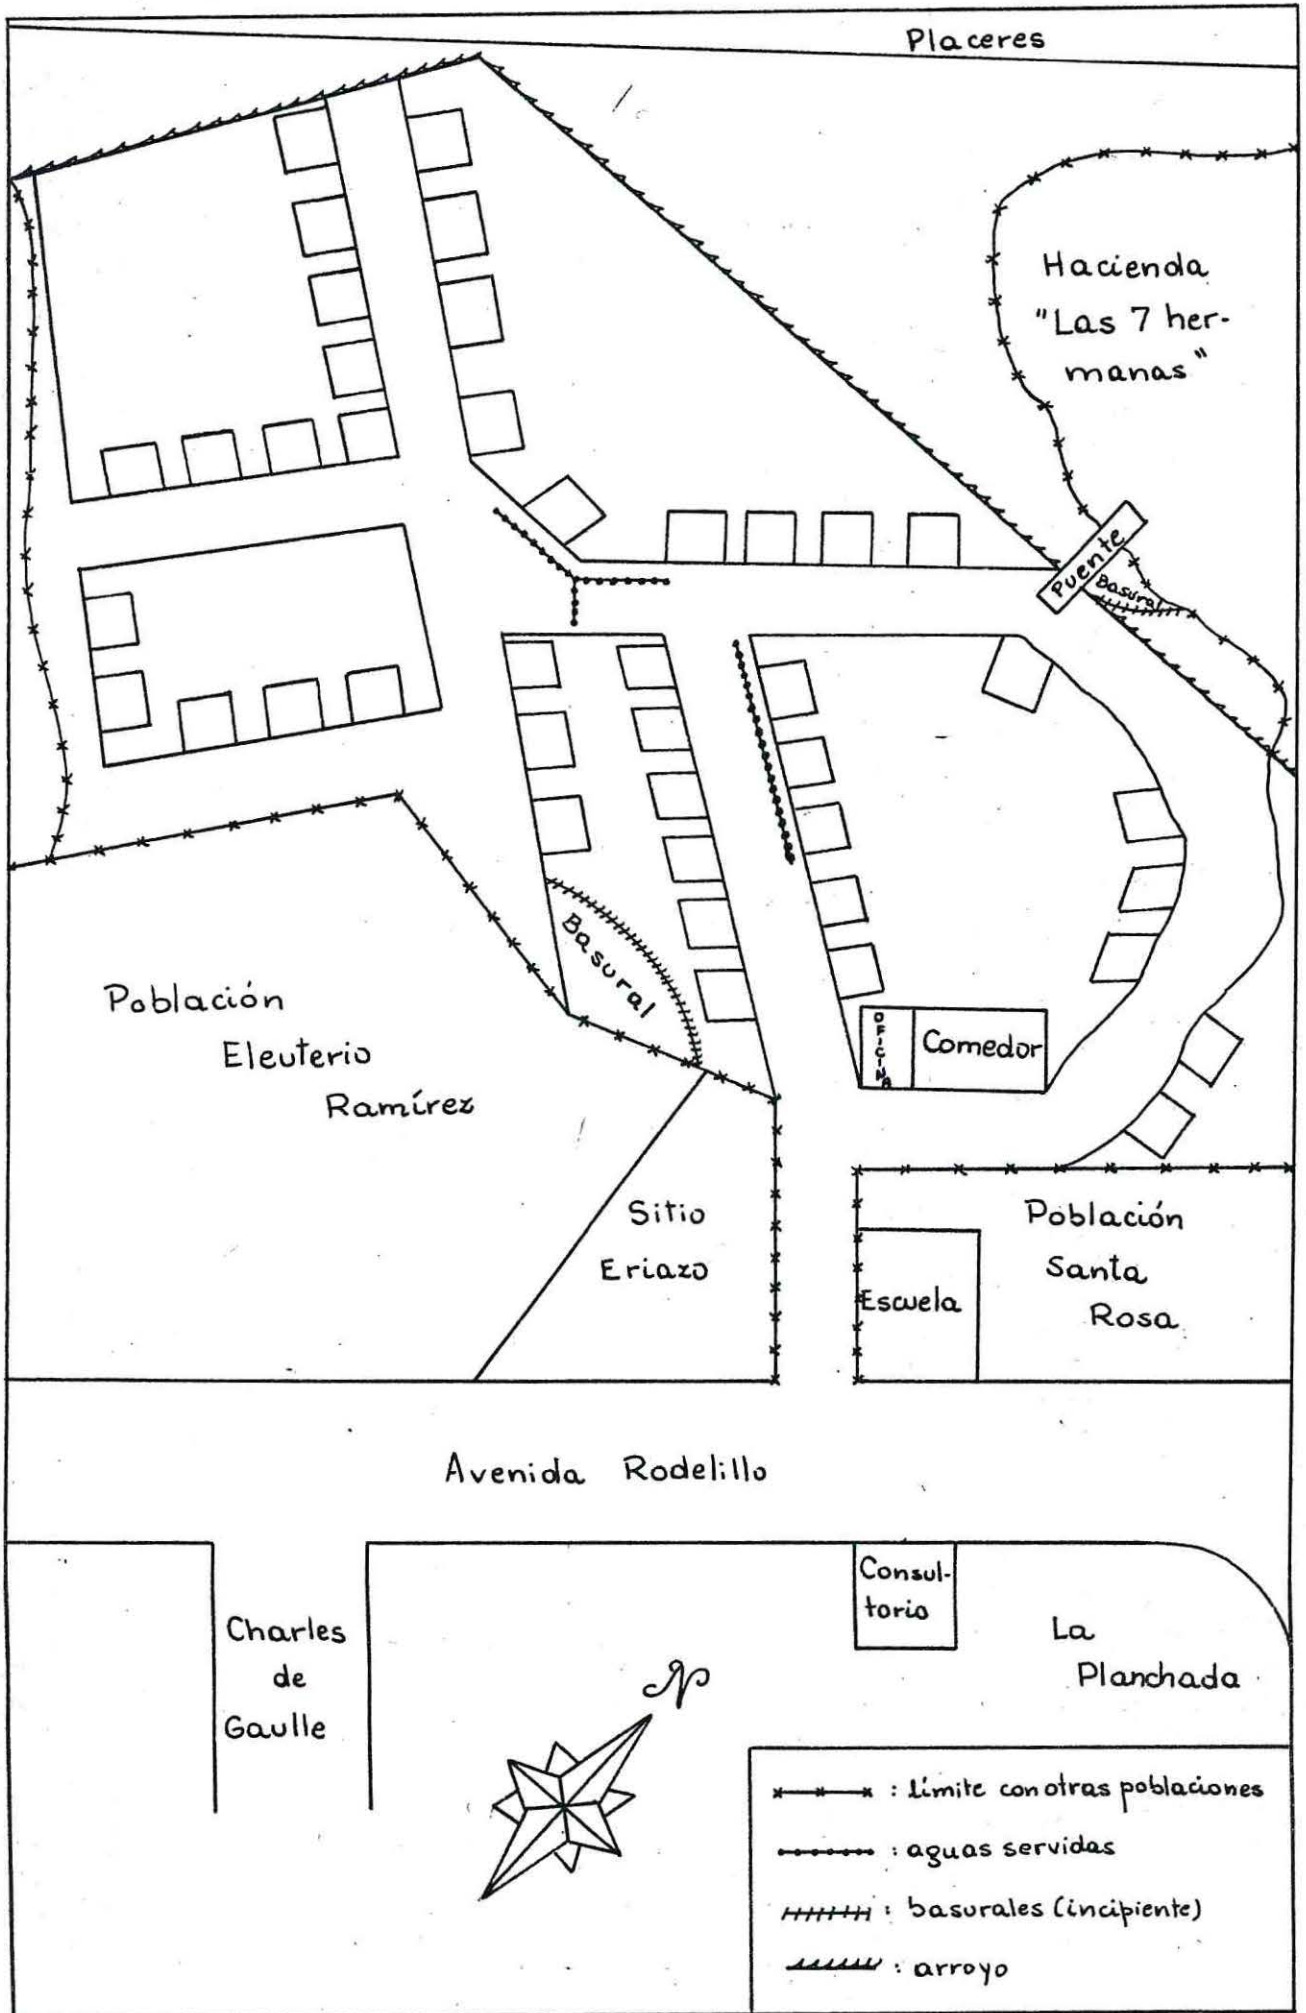 Placeres
Hacienda
"Las 7 her-
manas"
Puente
Basural
Basural
Población
Eleuterio
Ramírez
OFICINA
Comedor
Sitio
Eriazo
Escuela
Población
Santa
Rosa
Avenida Rodelillo
Charles
de
Gaulle
Consul-
torio
La
Planchada
N
: límite con otras poblaciones
: aguas servidas
: basurales (incipiente)
: arroyo